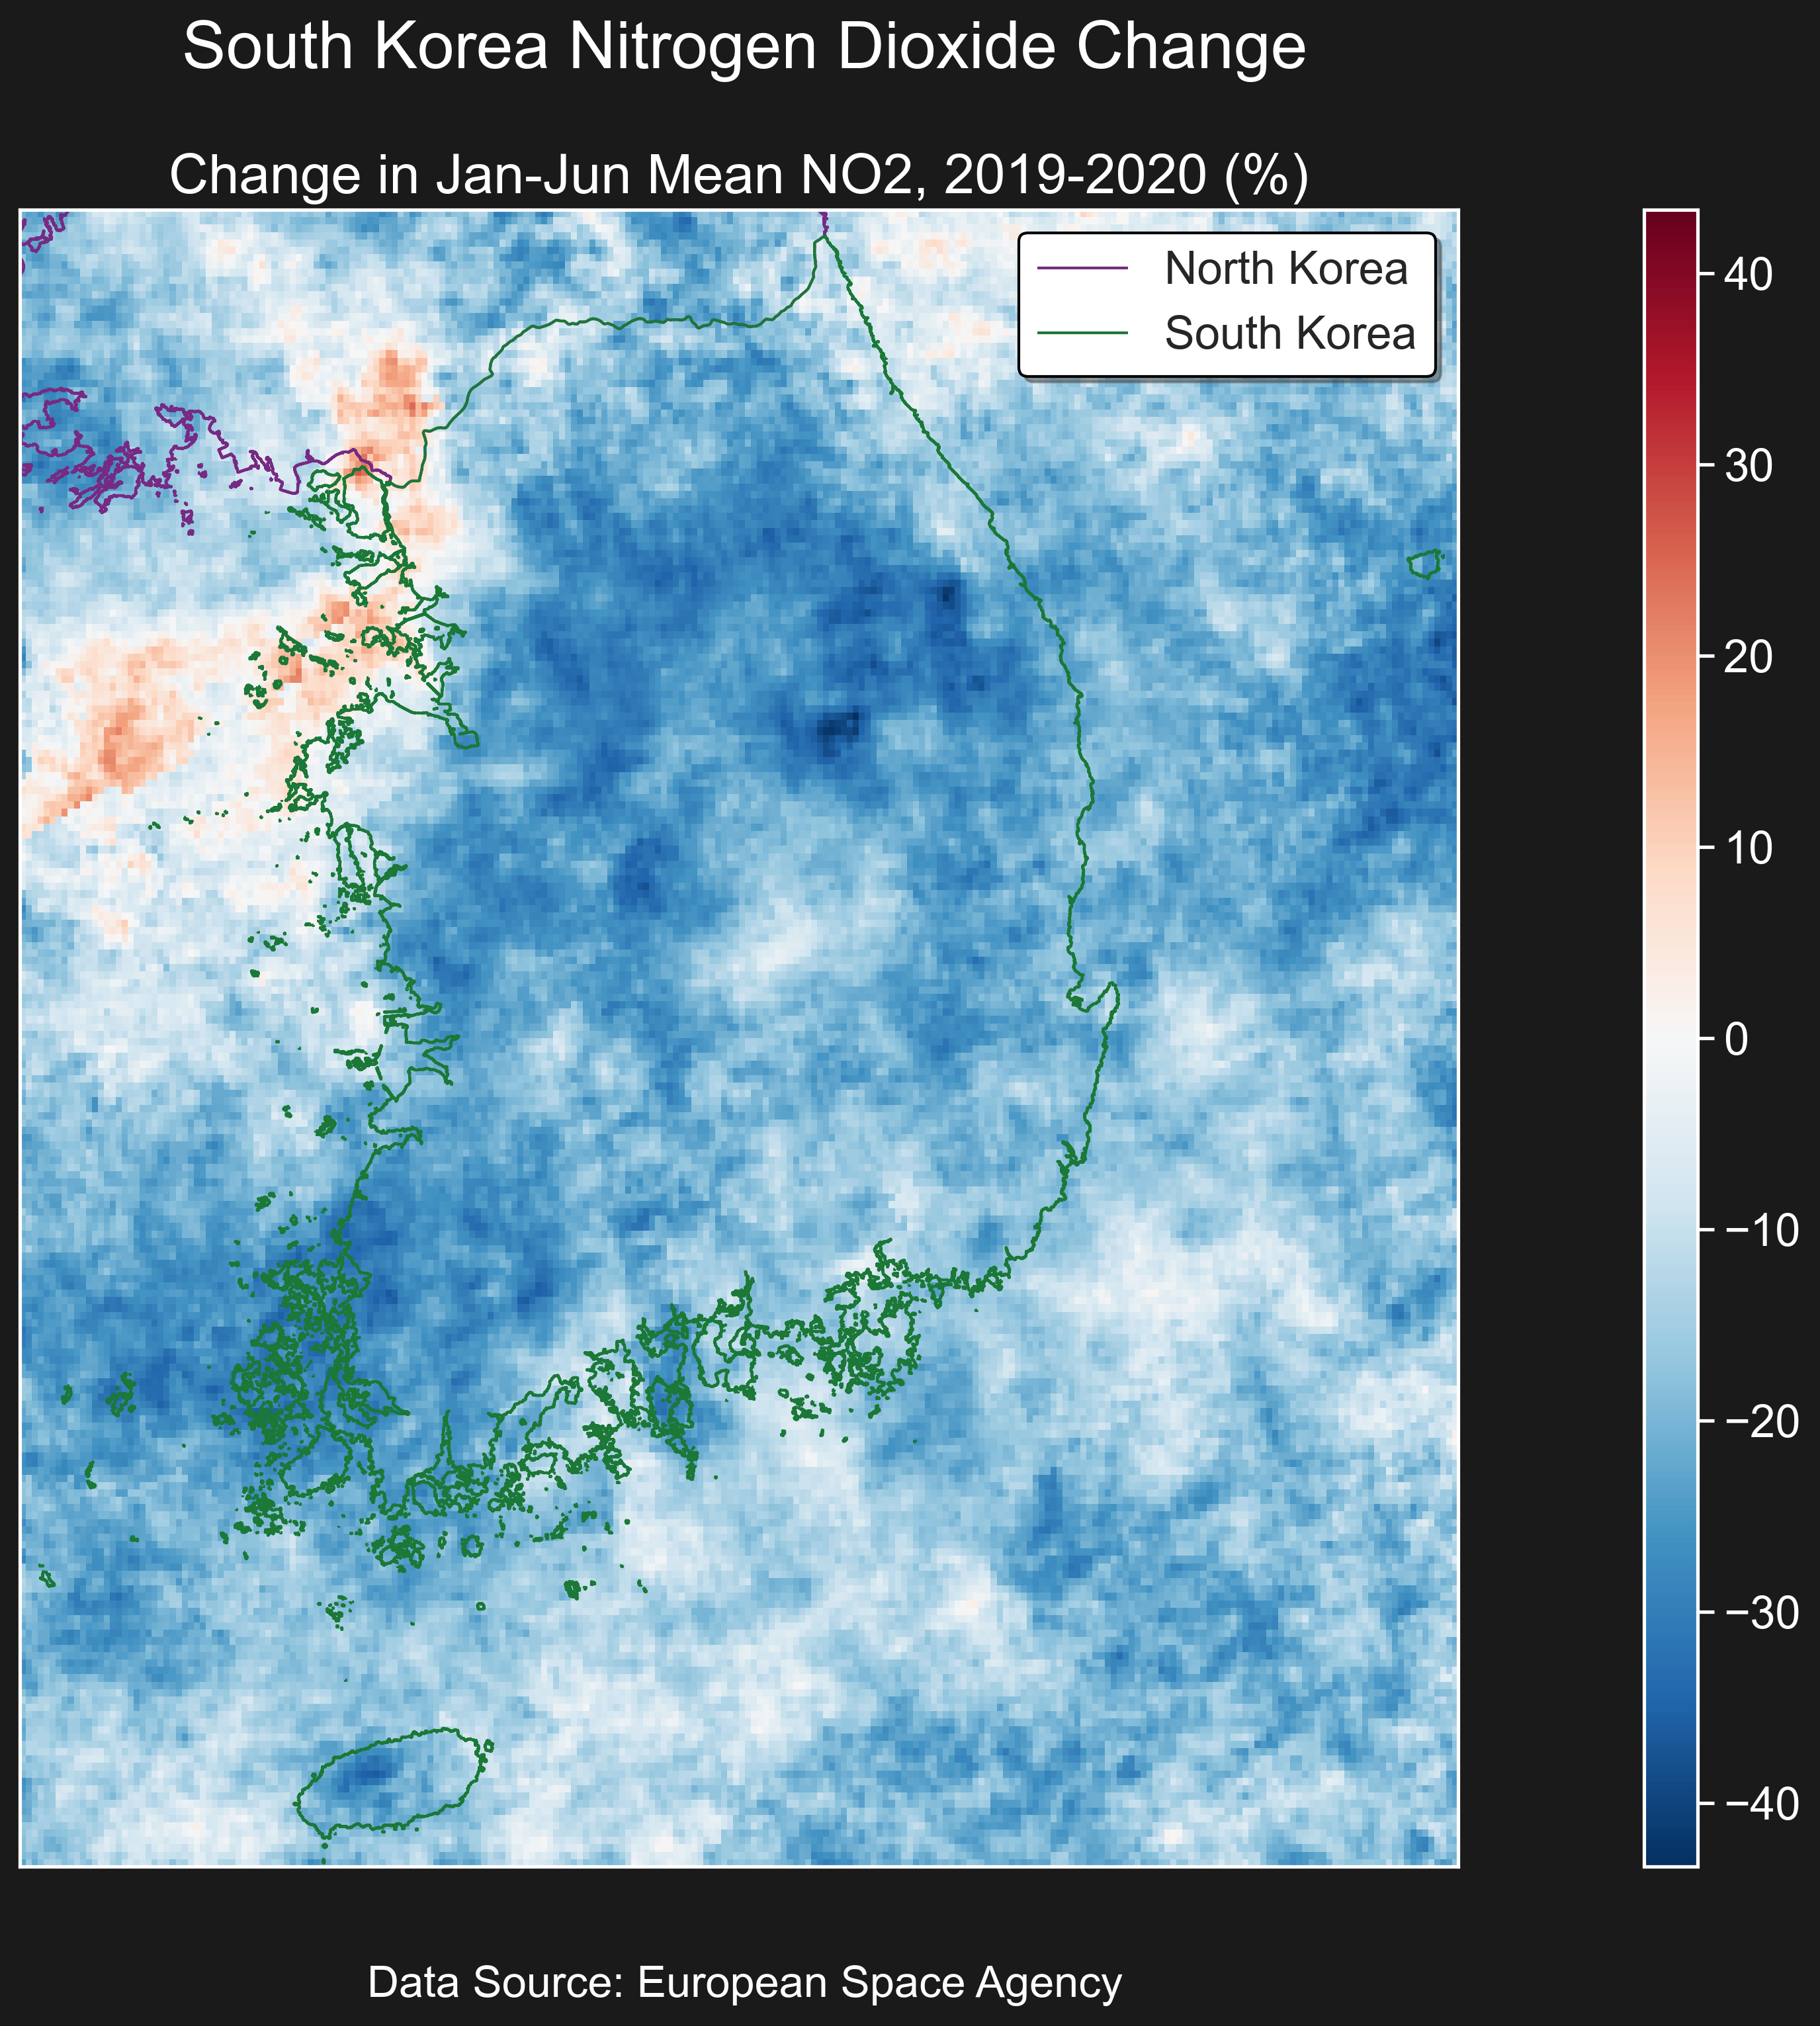 South Korea Nitrogen Dioxide Change
Change in Jan-Jun Mean NO2, 2019-2020 (%)
North Korea
South Korea
40
30
20
10
0
−10
−20
−30
−40
Data Source: European Space Agency